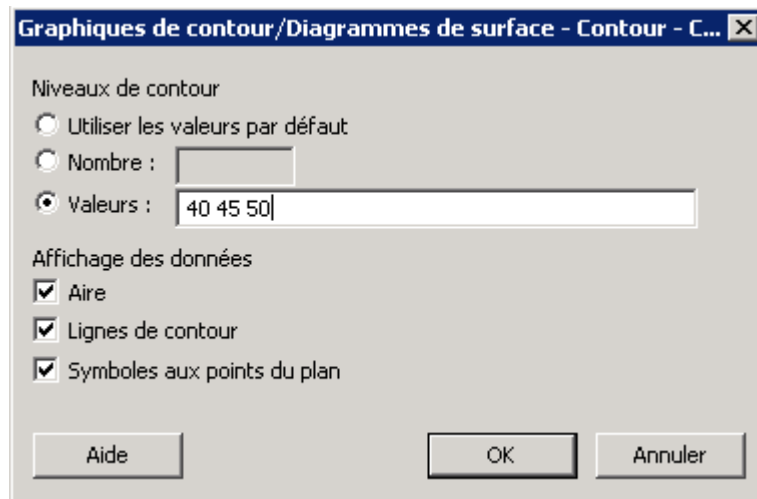 Graphiques de contour/Diagrammes de surface - Contour - C...
Niveaux de contour
Utiliser les valeurs par défaut
Nombre :
Valeurs : 40 45 50
Affichage des données
Aire
Lignes de contour
Symboles aux points du plan
Aide OK Annuler